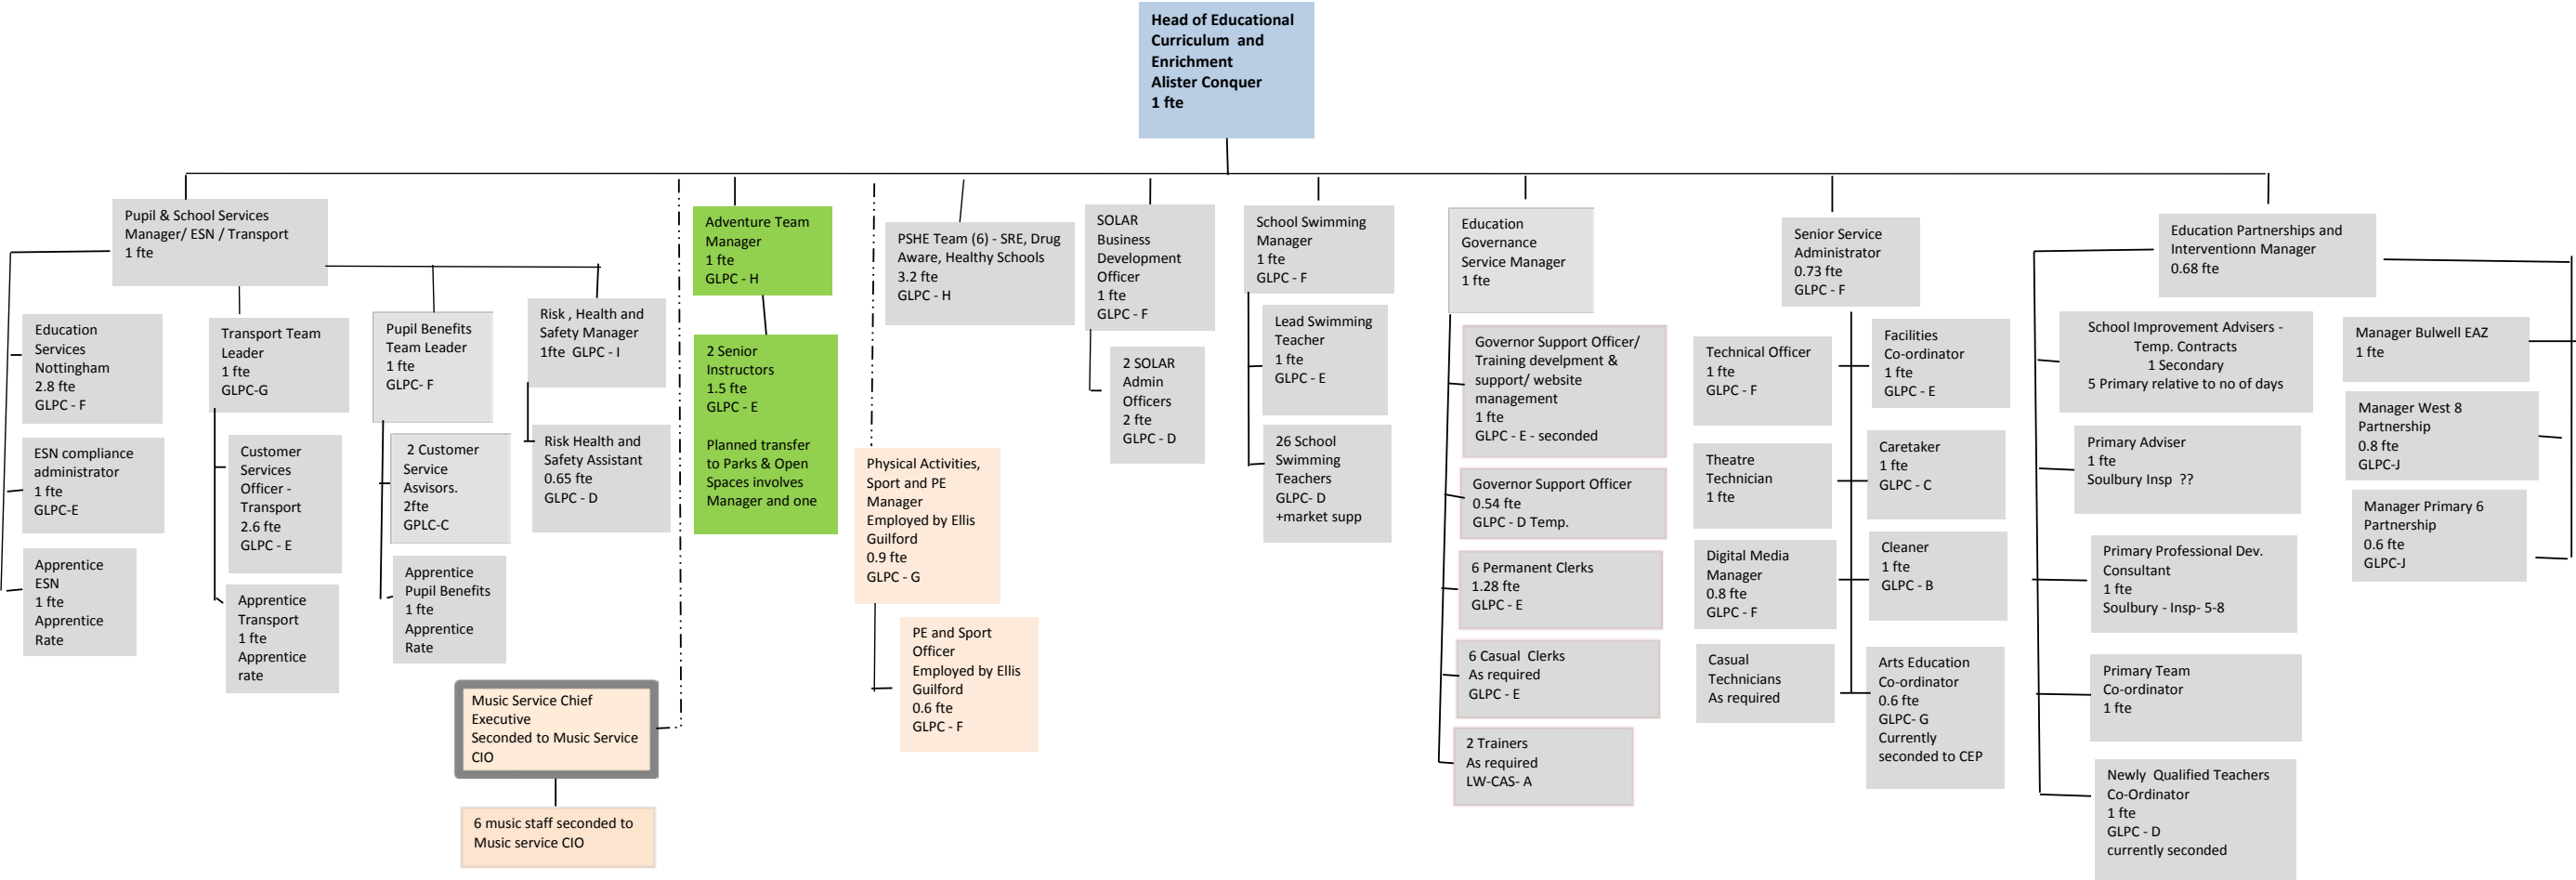 Head of Educational
Curriculum  and
Enrichment
Alister Conquer
1 fte
Pupil & School Services
Manager/ ESN / Transport
1 fte
Education
Services
Nottingham
2.8 fte
GLPC - F
ESN compliance
administrator
1 fte
GLPC-E
Apprentice
ESN
1 fte
Apprentice
Rate
Transport Team
Leader
1 fte
GLPC-G
Customer
Services
Officer -
Transport
2.6 fte
GLPC - E
Apprentice
Transport
1 fte
Apprentice
rate
Pupil Benefits
Team Leader
1 fte
GLPC- F
2 Customer
Service
Asvisors.
2fte
GPLC-C
Apprentice
Pupil Benefits
1 fte
Apprentice
Rate
Risk , Health and
Safety Manager
1fte  GLPC - I
Risk Health and
Safety Assistant
0.65 fte
GLPC - D
Music Service Chief
Executive
Seconded to Music Service
CIO
6 music staff seconded to
Music service CIO
Adventure Team
Manager
1 fte
GLPC - H
2 Senior
Instructors
1.5 fte
GLPC - E
Planned transfer
to Parks & Open
Spaces involves
Manager and one
Physical Activities,
Sport and PE
Manager
Employed by Ellis
Guilford
0.9 fte
GLPC - G
PE and Sport
Officer
Employed by Ellis
Guilford
0.6 fte
GLPC - F
PSHE Team (6) - SRE, Drug
Aware, Healthy Schools
3.2 fte
GLPC - H
SOLAR
Business
Development
Officer
1 fte
GLPC - F
2 SOLAR
Admin
Officers
2 fte
GLPC - D
School Swimming
Manager
1 fte
GLPC - F
Lead Swimming
Teacher
1 fte
GLPC - E
26 School
Swimming
Teachers
GLPC- D
+market supp
Education
Governance
Service Manager
1 fte
Governor Support Officer/
Training develpment &
support/ website
management
1 fte
GLPC - E - seconded
Governor Support Officer
0.54 fte
GLPC - D Temp.
6 Permanent Clerks
1.28 fte
GLPC - E
6 Casual  Clerks
As required
GLPC - E
2 Trainers
As required
LW-CAS- A
Senior Service
Administrator
0.73 fte
GLPC - F
Technical Officer
1 fte
GLPC - F
Theatre
Technician
1 fte
Digital Media
Manager
0.8 fte
GLPC - F
Casual
Technicians
As required
Facilities
Co-ordinator
1 fte
GLPC - E
Caretaker
1 fte
GLPC - C
Cleaner
1 fte
GLPC - B
Arts Education
Co-ordinator
0.6 fte
GLPC- G
Currently
seconded to CEP
Education Partnerships and
Interventionn Manager
0.68 fte
School Improvement Advisers -
Temp. Contracts
1 Secondary
5 Primary relative to no of days
Primary Adviser
1 fte
Soulbury Insp  ??
Primary Professional Dev.
Consultant
1 fte
Soulbury - Insp- 5-8
Primary Team
Co-ordinator
1 fte
Newly  Qualified Teachers
Co-Ordinator
1 fte
GLPC - D
currently seconded
Manager Bulwell EAZ
1 fte
Manager West 8
Partnership
0.8 fte
GLPC-J
Manager Primary 6
Partnership
0.6 fte
GLPC-J